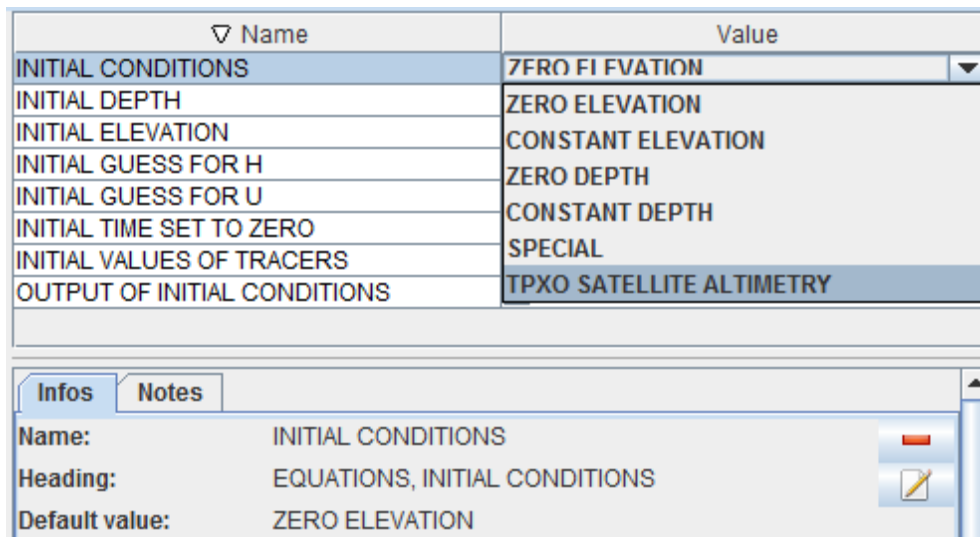 ▽ Name Value
INITIAL CONDITIONS ZERO ELEVATION
INITIAL DEPTH ZERO ELEVATION
INITIAL ELEVATION CONSTANT ELEVATION
INITIAL GUESS FOR H ZERO DEPTH
INITIAL GUESS FOR U CONSTANT DEPTH
INITIAL TIME SET TO ZERO SPECIAL
INITIAL VALUES OF TRACERS TPXO SATELLITE ALTIMETRY
OUTPUT OF INITIAL CONDITIONS
Infos Notes
Name: INITIAL CONDITIONS
Heading: EQUATIONS, INITIAL CONDITIONS
Default value: ZERO ELEVATION